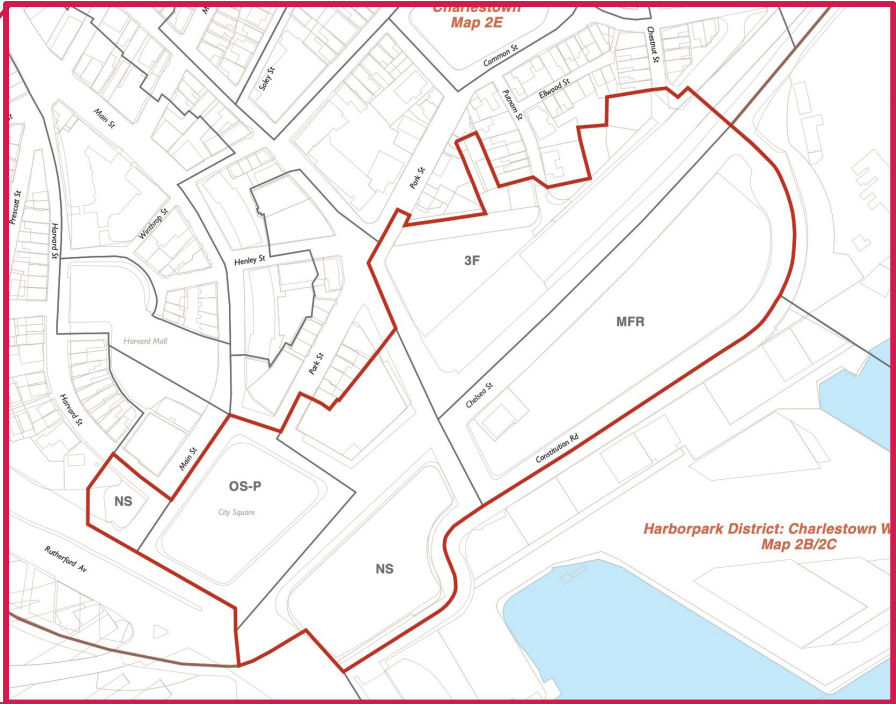 Charlestown
Map 2E
Common St
Chestnut St
Soley St
Putnam St
Ellwood St
Main St
Park St
Prescott St
Harvard St
Winthrop St
Henley St
3F
MFR
Harvard Mall
Park St
Chelsea St
Harvard St
Main St
Constitution Rd
OS-P
NS
City Square
Harborpark District: Charlestown W
Map 2B/2C
Rutherford Av
NS